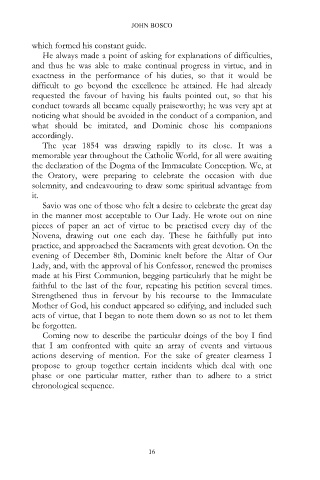 JOHN BOSCO
which formed his constant guide.
He always made a point of asking for explanations of difficulties,
and thus he was able to make continual progress in virtue, and in
exactness in the performance of his duties, so that it would be
difficult to go beyond the excellence he attained. He had already
requested the favour of having his faults pointed out, so that his
conduct towards all became equally praiseworthy; he was very apt at
noticing what should be avoided in the conduct of a companion, and
what should be imitated, and Dominic chose his companions
accordingly.
The year 1854 was drawing rapidly to its close. It was a
memorable year throughout the Catholic World, for all were awaiting
the declaration of the Dogma of the Immaculate Conception. We, at
the Oratory, were preparing to celebrate the occasion with due
solemnity, and endeavouring to draw some spiritual advantage from
it.
Savio was one of those who felt a desire to celebrate the great day
in the manner most acceptable to Our Lady. He wrote out on nine
pieces of paper an act of virtue to be practised every day of the
Novena, drawing out one each day. These he faithfully put into
practice, and approached the Sacraments with great devotion. On the
evening of December 8th, Dominic knelt before the Altar of Our
Lady, and, with the approval of his Confessor, renewed the promises
made at his First Communion, begging particularly that he might be
faithful to the last of the four, repeating his petition several times.
Strengthened thus in fervour by his recourse to the Immaculate
Mother of God, his conduct appeared so edifying, and included such
acts of virtue, that I began to note them down so as not to let them
be forgotten.
Coming now to describe the particular doings of the boy I find
that I am confronted with quite an array of events and virtuous
actions deserving of mention. For the sake of greater clearness I
propose to group together certain incidents which deal with one
phase or one particular matter, rather than to adhere to a strict
chronological sequence.
16